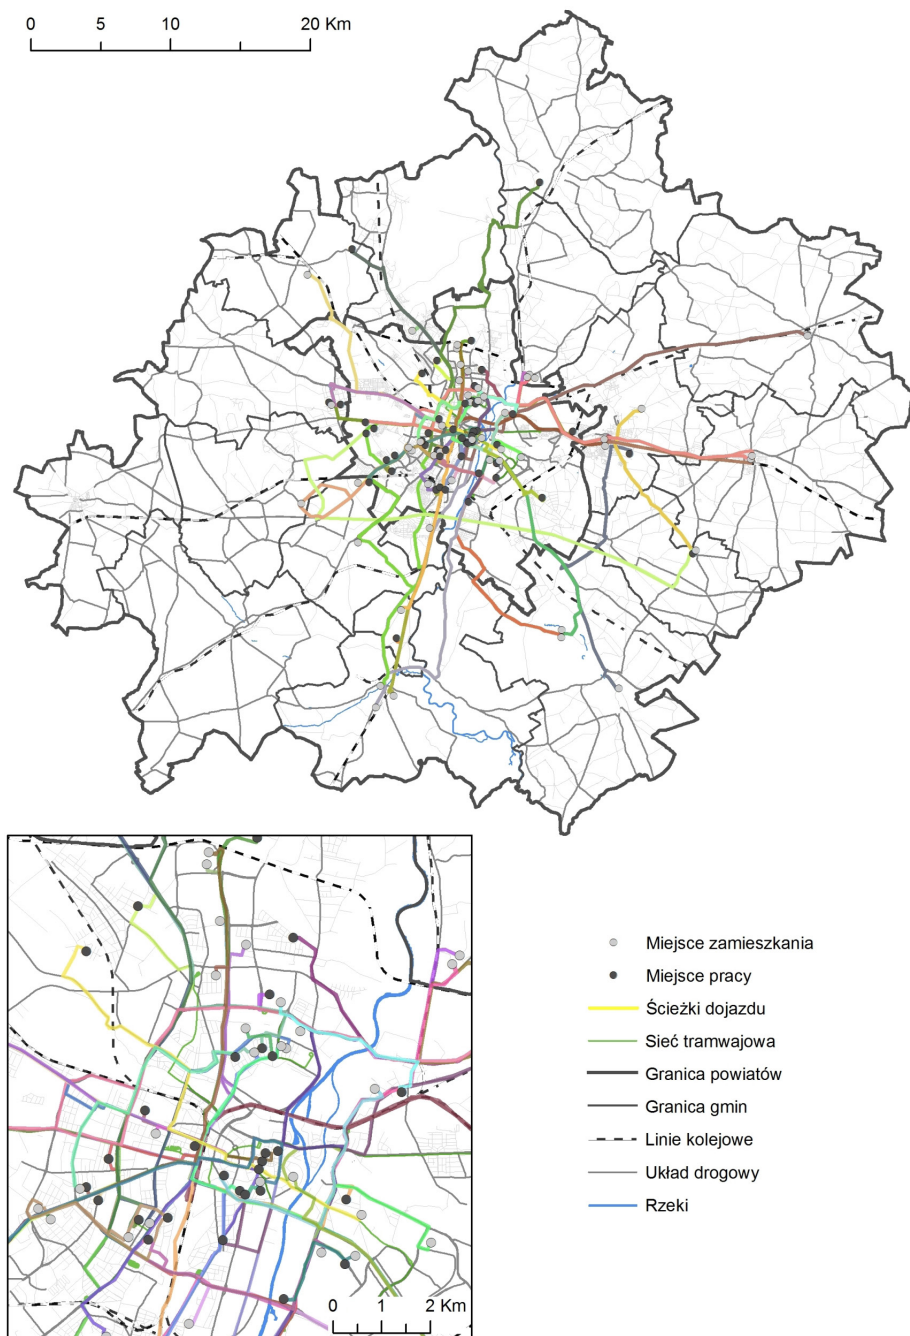 0 5 10 20 Km
Miejsce zamieszkania
Miejsce pracy
Ścieżki dojazdu
Sieć tramwajowa
Granica powiatów
Granica gmin
Linie kolejowe
Układ drogowy
Rzeki
0 1 2 Km